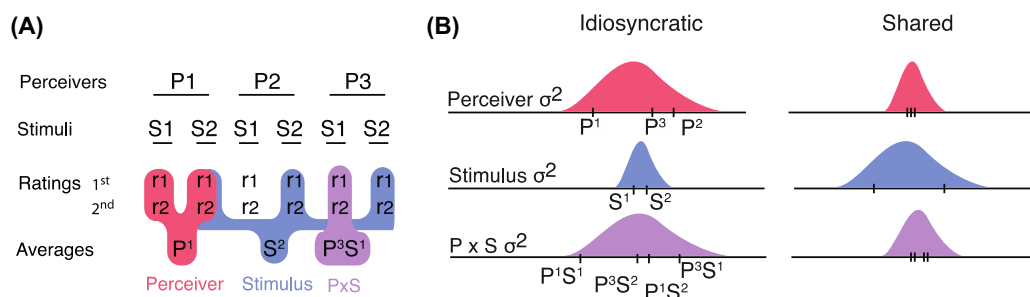 (A)
Perceivers P1 P2 P3
Stimuli S1 S2 S1 S2 S1 S2
Ratings 1st r1 r1 r1 r1 r1 r1
2nd r2 r2 r2 r2 r2 r2
Averages P1 S2 P3S1
Perceiver Stimulus PxS
(B)
Idiosyncratic Shared
Perceiver σ2
P1 P3 P2
Stimulus σ2
S1 S2
P x S σ2
P1S1 P3S2 P1S2 P3S1